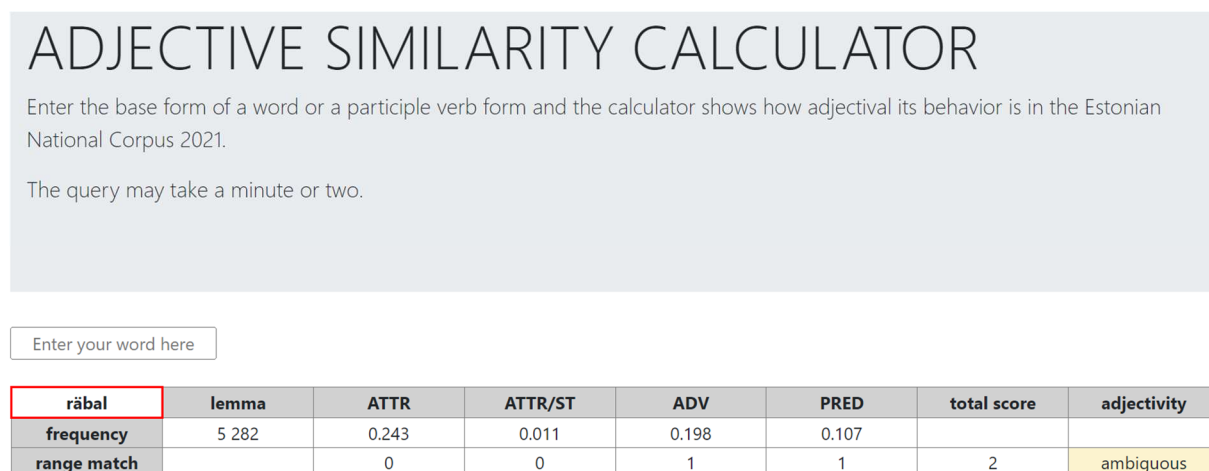 ADJECTIVE SIMILARITY CALCULATOR
Enter the base form of a word or a participle verb form and the calculator shows how adjectival its behavior is in the Estonian
National Corpus 2021.
The query may take a minute or two.
Enter your word here
räbal lemma ATTR ATTR/ST ADV PRED total score adjectivity
frequency 5 282 0.243 0.011 0.198 0.107
range match 0 0 1 1 2 ambiguous